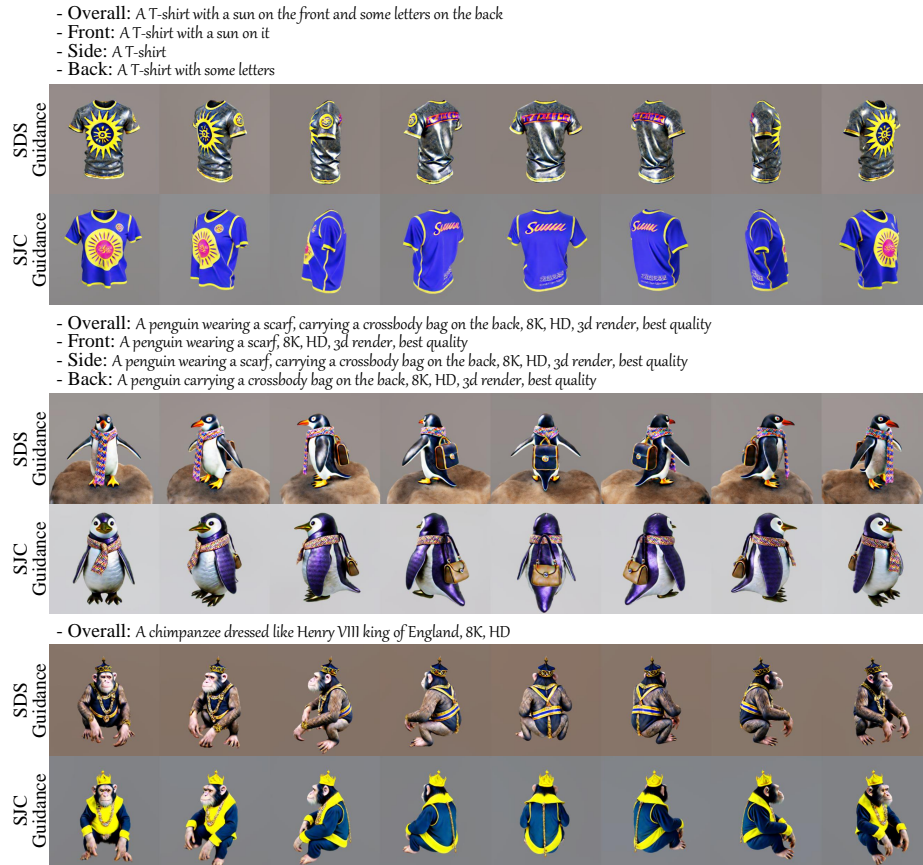 - Overall: A T-shirt with a sun on the front and some letters on the back
- Front: A T-shirt with a sun on it
- Side: A T-shirt
- Back: A T-shirt with some letters
SDS
Guidance
SJC
Guidance
- Overall: A penguin wearing a scarf, carrying a crossbody bag on the back, 8K, HD, 3d render, best quality
- Front: A penguin wearing a scarf, 8K, HD, 3d render, best quality
- Side: A penguin wearing a scarf, carrying a crossbody bag on the back, 8K, HD, 3d render, best quality
- Back: A penguin carrying a crossbody bag on the back, 8K, HD, 3d render, best quality
SDS
Guidance
SJC
Guidance
- Overall: A chimpanzee dressed like Henry VIII king of England, 8K, HD
SDS
Guidance
SJC
Guidance